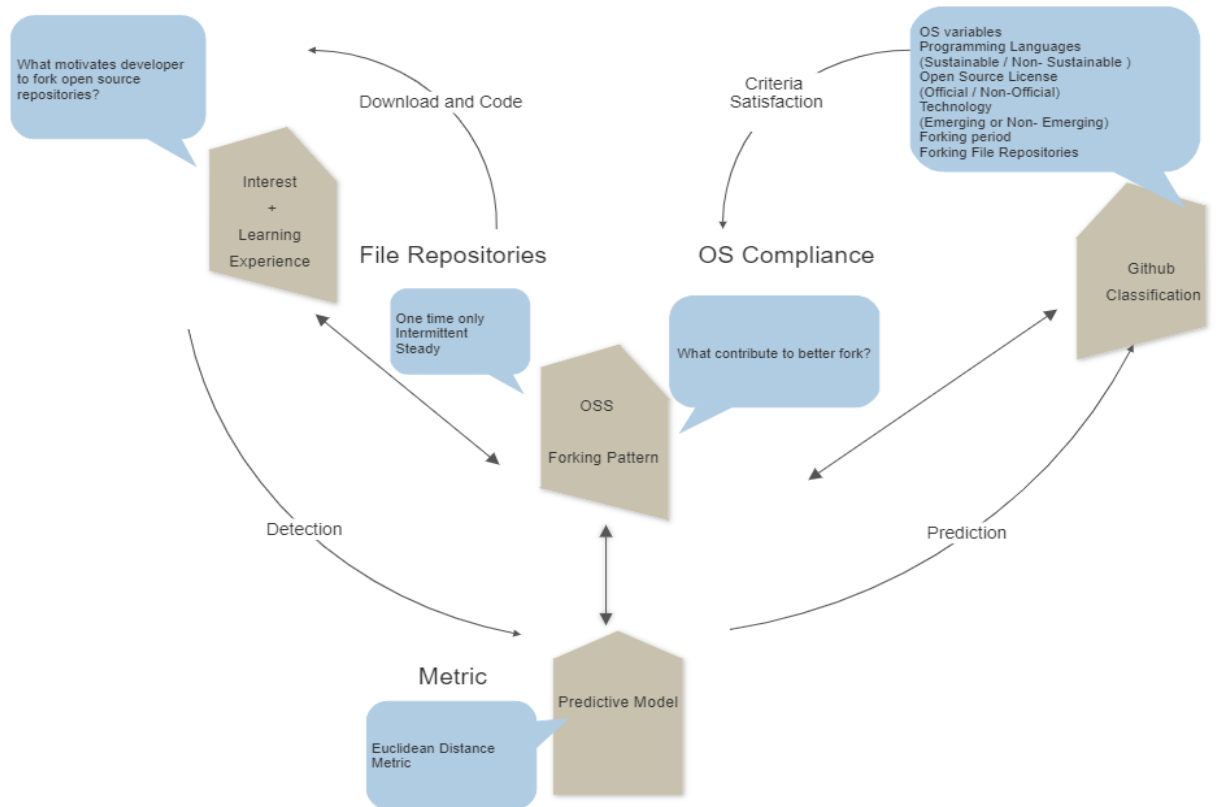 What motivates developer
to fork open source
repositories?
Download and Code
Criteria
Satisfaction
OS variables
Programming Languages
(Sustainable / Non- Sustainable )
Open Source License
(Official / Non-Official)
Technology
(Emerging or Non- Emerging)
Forking period
Forking File Repositories
Interest
+
Learning
Experience
File Repositories
OS Compliance
Github
Classification
One time only
Intermittent
Steady
What contribute to better fork?
OSS
Forking Pattern
Detection
Prediction
Metric
Predictive Model
Euclidean Distance
Metric